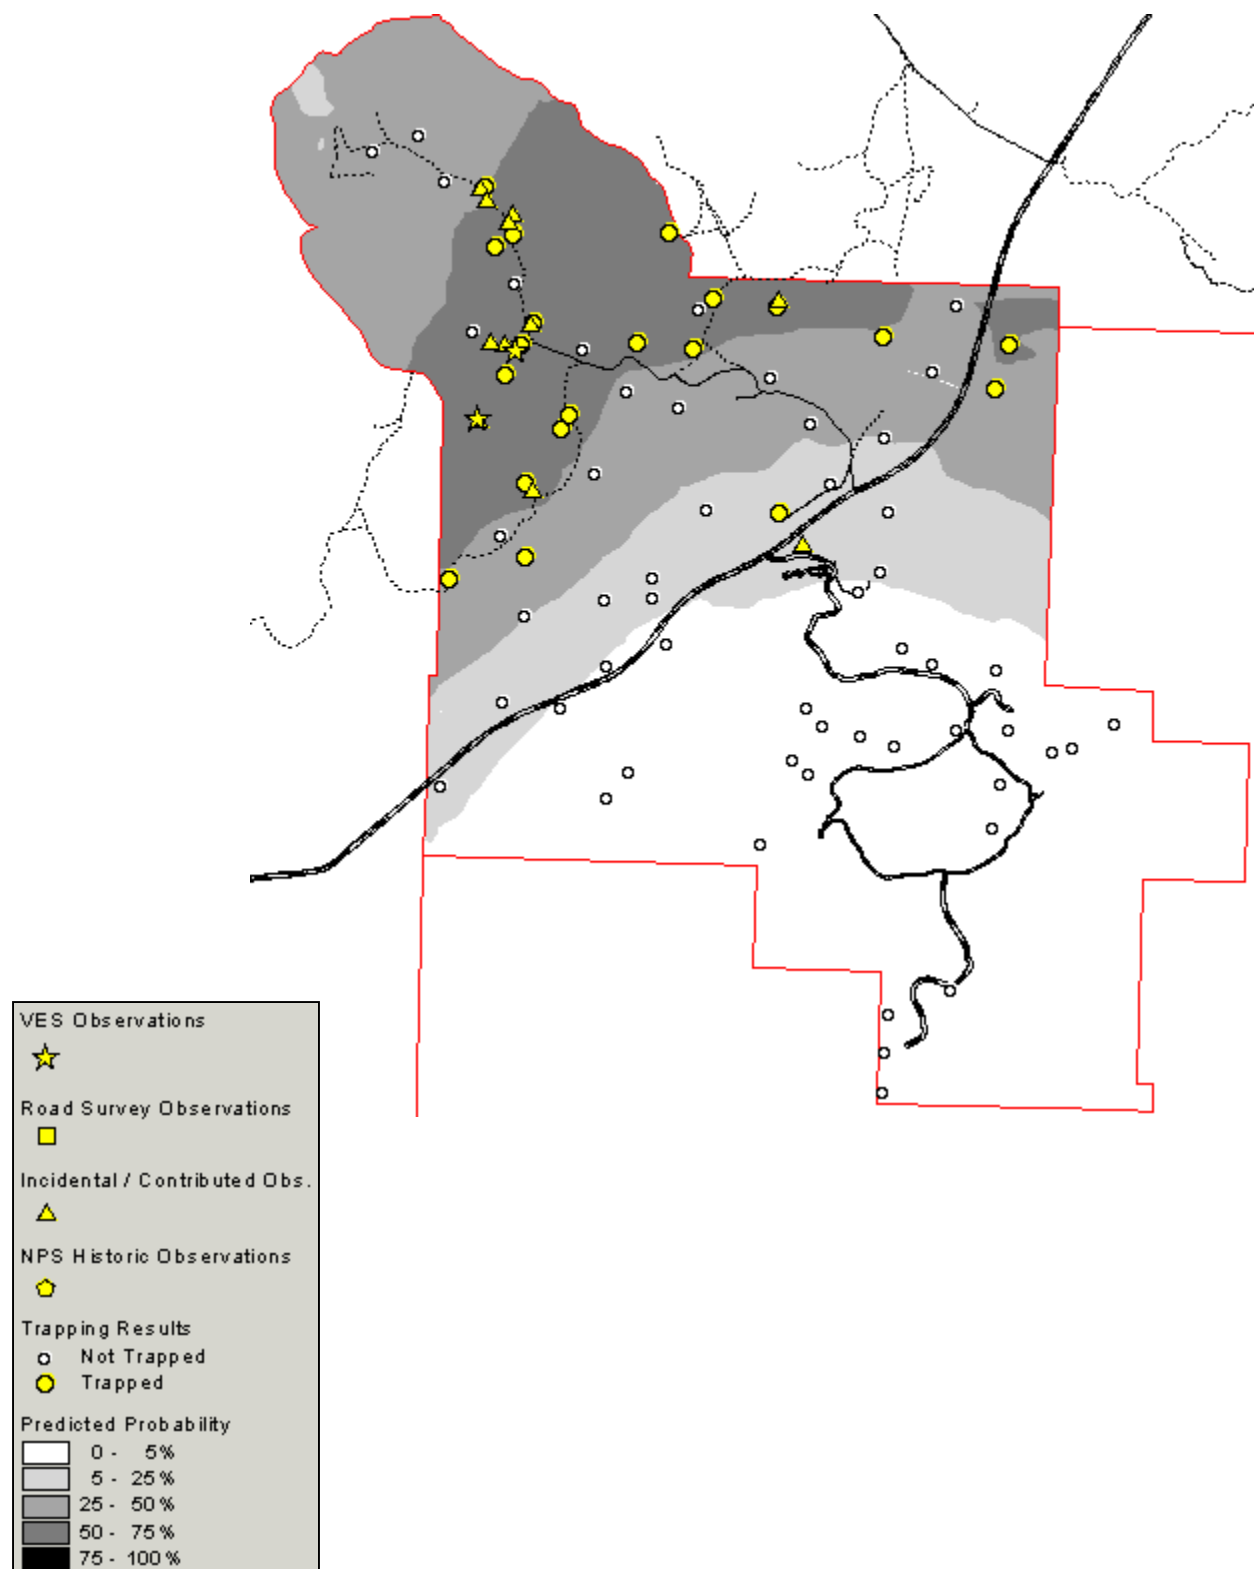 VES Observations
Road Survey Observations
Incidental / Contributed Obs.
NPS Historic Observations
Trapping Results
Not Trapped
Trapped
Predicted Probability
0 - 5%
5 - 25%
25 - 50%
50 - 75%
75 - 100%